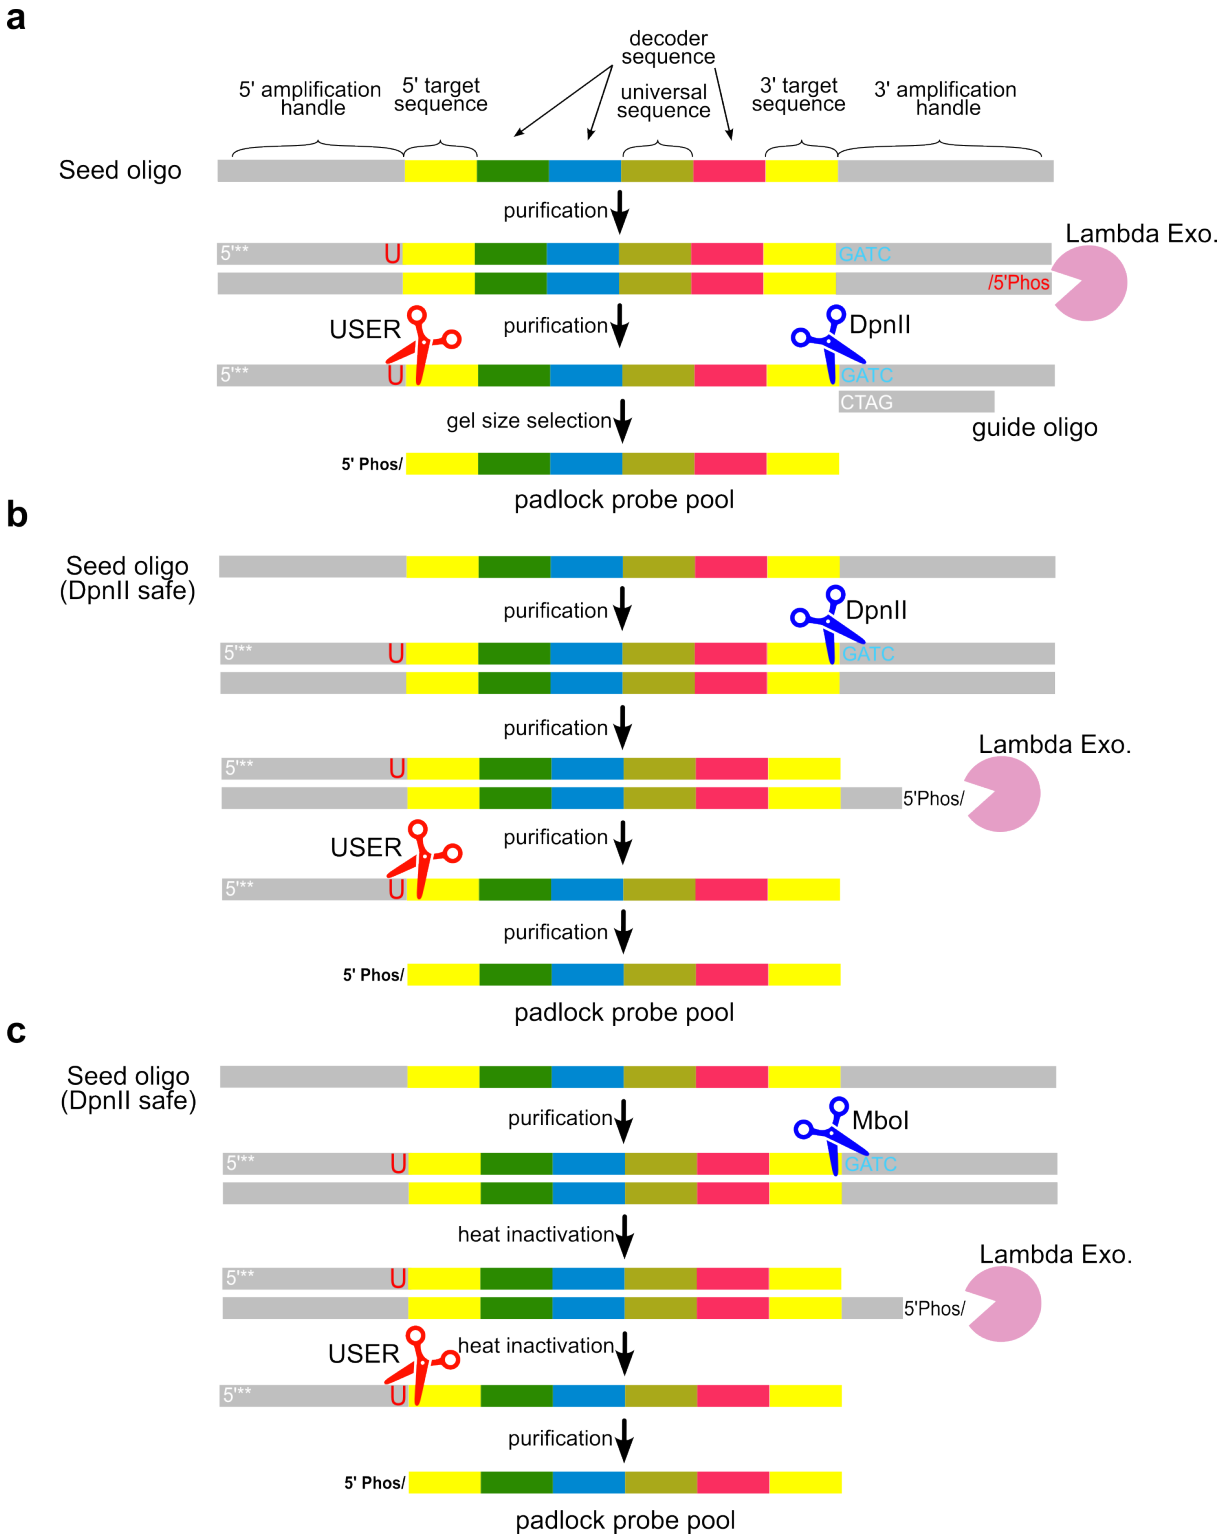 a
decoder
sequence
5' amplification
handle
5' target
sequence
universal
sequence
3' target
sequence
3' amplification
handle
Seed oligo
purification
Lambda Exo.
5'**
U
GATC
/5'Phos
USER
purification
DpnII
5'**
U
GATC
CTAG
gel size selection
guide oligo
5' Phos/
padlock probe pool
b
Seed oligo
(DpnII safe)
purification
DpnII
5'**
U
GATC
purification
Lambda Exo.
5'**
U
5'Phos/
purification
USER
5'**
U
purification
5' Phos/
padlock probe pool
c
Seed oligo
(DpnII safe)
purification
MboI
5'**
U
GATC
heat inactivation
Lambda Exo.
5'**
U
5'Phos/
heat inactivation
USER
5'**
U
purification
5' Phos/
padlock probe pool